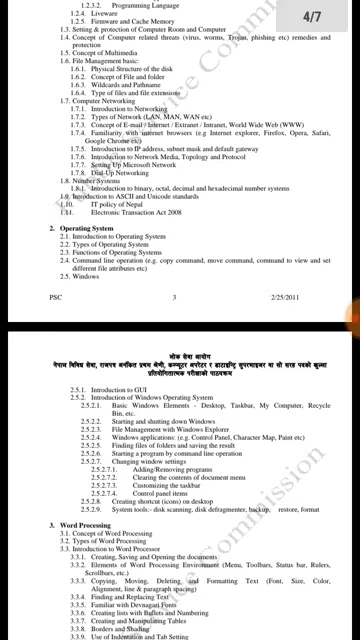 1.2.3.2. Programming Language
4/7
1.2.4. Liveware
1.2.5. Firmware and Cache Memory
1.3. Setting & protection of Computer Room and Computer
1.4. Concept of Computer related threats (virus, worms, Trojan, phishing etc) remedies and
protection
1.5. Concept of Multimedia
1.6. File Management basic:
1.6.1. Physical Structure of the disk
1.6.2. Concept of File and folder
1.6.3. Wildcards and Pathname
1.6.4. Type of files and file extensions
1.7. Computer Networking
1.7.1. Introduction to Networking
1.7.2. Types of Network (LAN, MAN, WAN etc)
1.7.3. Concept of E-mail / Internet / Extranet / Intranet, World Wide Web (WWW)
1.7.4. Familiarity with internet browsers (e.g Internet explorer, Firefox, Opera, Safari,
Google Chrome etc)
1.7.5. Introduction to IP address, subnet mask and default gateway
1.7.6. Introduction to Network Media, Topology and Protocol
1.7.7. Setting Up Microsoft Network
1.7.8. Dial-Up Networking
1.8. Number Systems
1.8.1. Introduction to binary, octal, decimal and hexadecimal number systems
1.9. Introduction to ASCII and Unicode standards
1.10. IT policy of Nepal
1.11. Electronic Transaction Act 2008
2. Operating System
2.1. Introduction to Operating System
2.2. Types of Operating System
2.3. Functions of Operating Systems
2.4. Command line operation (e.g. copy command, move command, command to view and set
different file attributes etc)
2.5. Windows
PSC 3 2/25/2011
लोक सेवा आयोग
नेपाल विविध सेवा, राजपत्र अनंकित प्रथम श्रेणी, कम्प्यूटर अपरेटर र डाटाइन्ट्रि सुपरभाइजर वा सो सरह पदको खुल्ला
प्रतियोगितात्मक परीक्षाको पाठ्यक्रम
2.5.1. Introduction to GUI
2.5.2. Introduction of Windows Operating System
2.5.2.1. Basic Windows Elements - Desktop, Taskbar, My Computer, Recycle
Bin, etc.
2.5.2.2. Starting and shutting down Windows
2.5.2.3. File Management with Windows Explorer
2.5.2.4. Windows applications: (e.g. Control Panel, Character Map, Paint etc)
2.5.2.5. Finding files of folders and saving the result
2.5.2.6. Starting a program by command line operation
2.5.2.7. Changing window settings
2.5.2.7.1. Adding/Removing programs
2.5.2.7.2. Clearing the contents of document menu
2.5.2.7.3. Customizing the taskbar
2.5.2.7.4. Control panel items
2.5.2.8. Creating shortcut (icons) on desktop
2.5.2.9. System tools:- disk scanning, disk defragmenter, backup, restore, format
3. Word Processing
3.1. Concept of Word Processing
3.2. Types of Word Processing
3.3. Introduction to Word Processor
3.3.1. Creating, Saving and Opening the documents
3.3.2. Elements of Word Processing Environment (Menu, Toolbars, Status bar, Rulers,
Scrollbars, etc.)
3.3.3. Copying, Moving, Deleting and Formatting Text (Font, Size, Color,
Alignment, line & paragraph spacing)
3.3.4. Finding and Replacing Text
3.3.5. Familiar with Devnagari Fonts
3.3.6. Creating lists with Bullets and Numbering
3.3.7. Creating and Manipulating Tables
3.3.8. Borders and Shading
3.3.9. Use of Indentation and Tab Setting